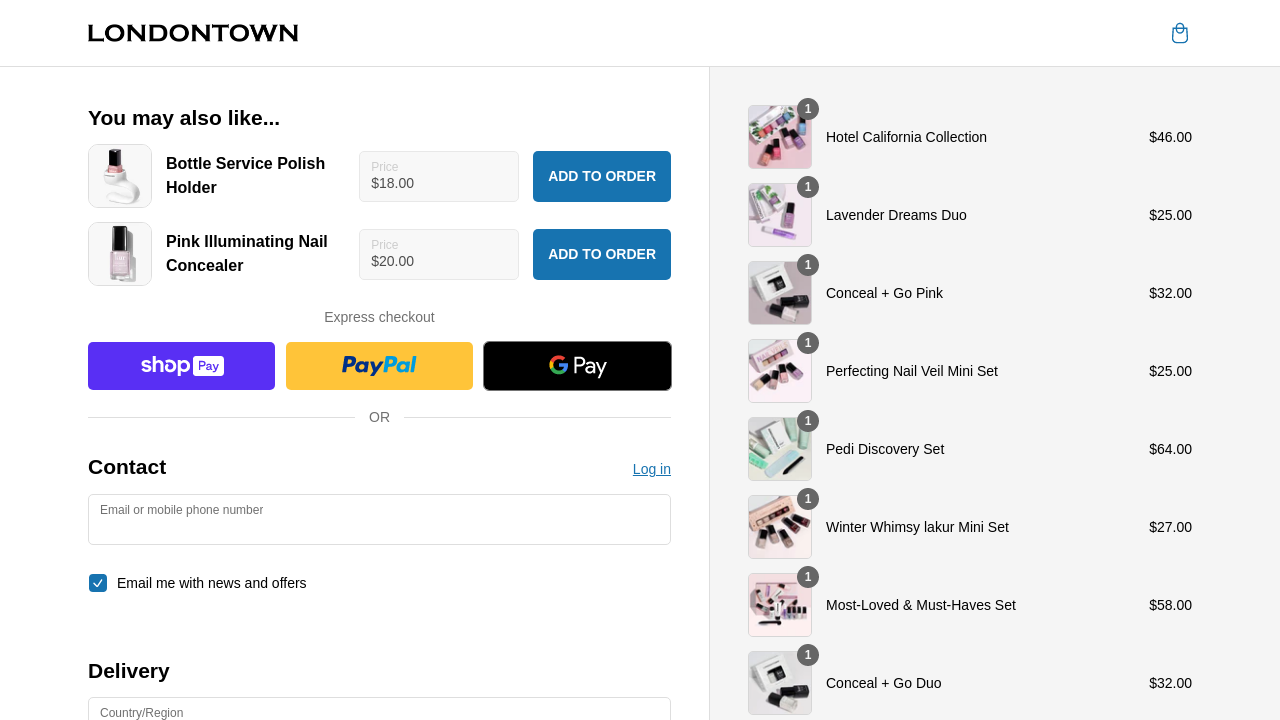 LONDONTOWN
You may also like...
Bottle Service Polish
Holder
Price
$18.00
ADD TO ORDER
Pink Illuminating Nail
Concealer
Price
$20.00
ADD TO ORDER
Express checkout
shop Pay
PayPal
G Pay
OR
Contact
Log in
Email or mobile phone number
Email me with news and offers
Delivery
Country/Region
1
Hotel California Collection
$46.00
1
Lavender Dreams Duo
$25.00
1
Conceal + Go Pink
$32.00
1
Perfecting Nail Veil Mini Set
$25.00
1
Pedi Discovery Set
$64.00
1
Winter Whimsy lakur Mini Set
$27.00
1
Most-Loved & Must-Haves Set
$58.00
1
Conceal + Go Duo
$32.00